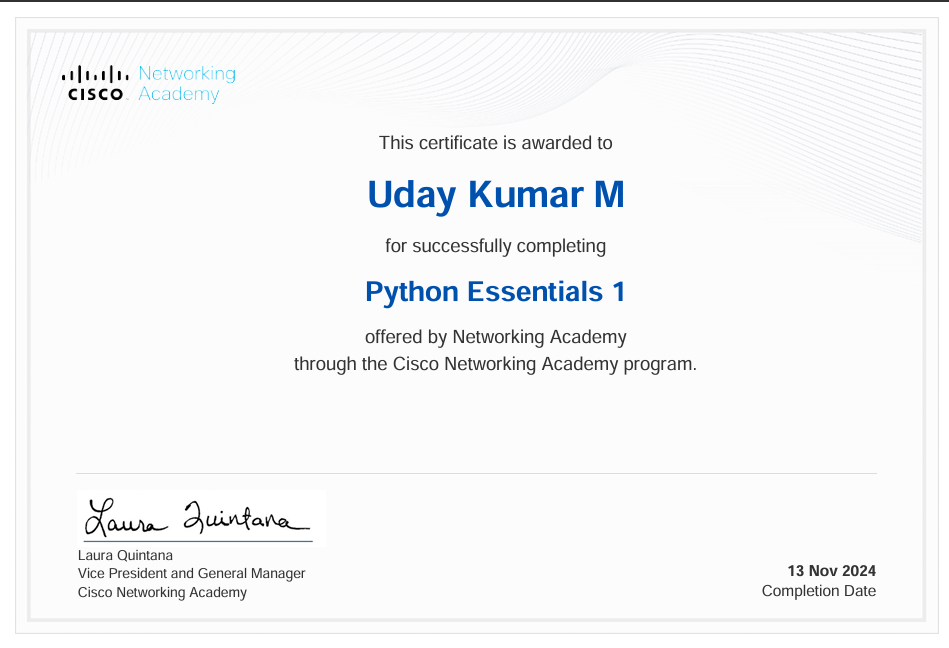 Networking
CISCO Academy
This certificate is awarded to
Uday Kumar M
for successfully completing
Python Essentials 1
offered by Networking Academy
through the Cisco Networking Academy program.
Laura Quintana
Laura Quintana
Vice President and General Manager
Cisco Networking Academy
13 Nov 2024
Completion Date